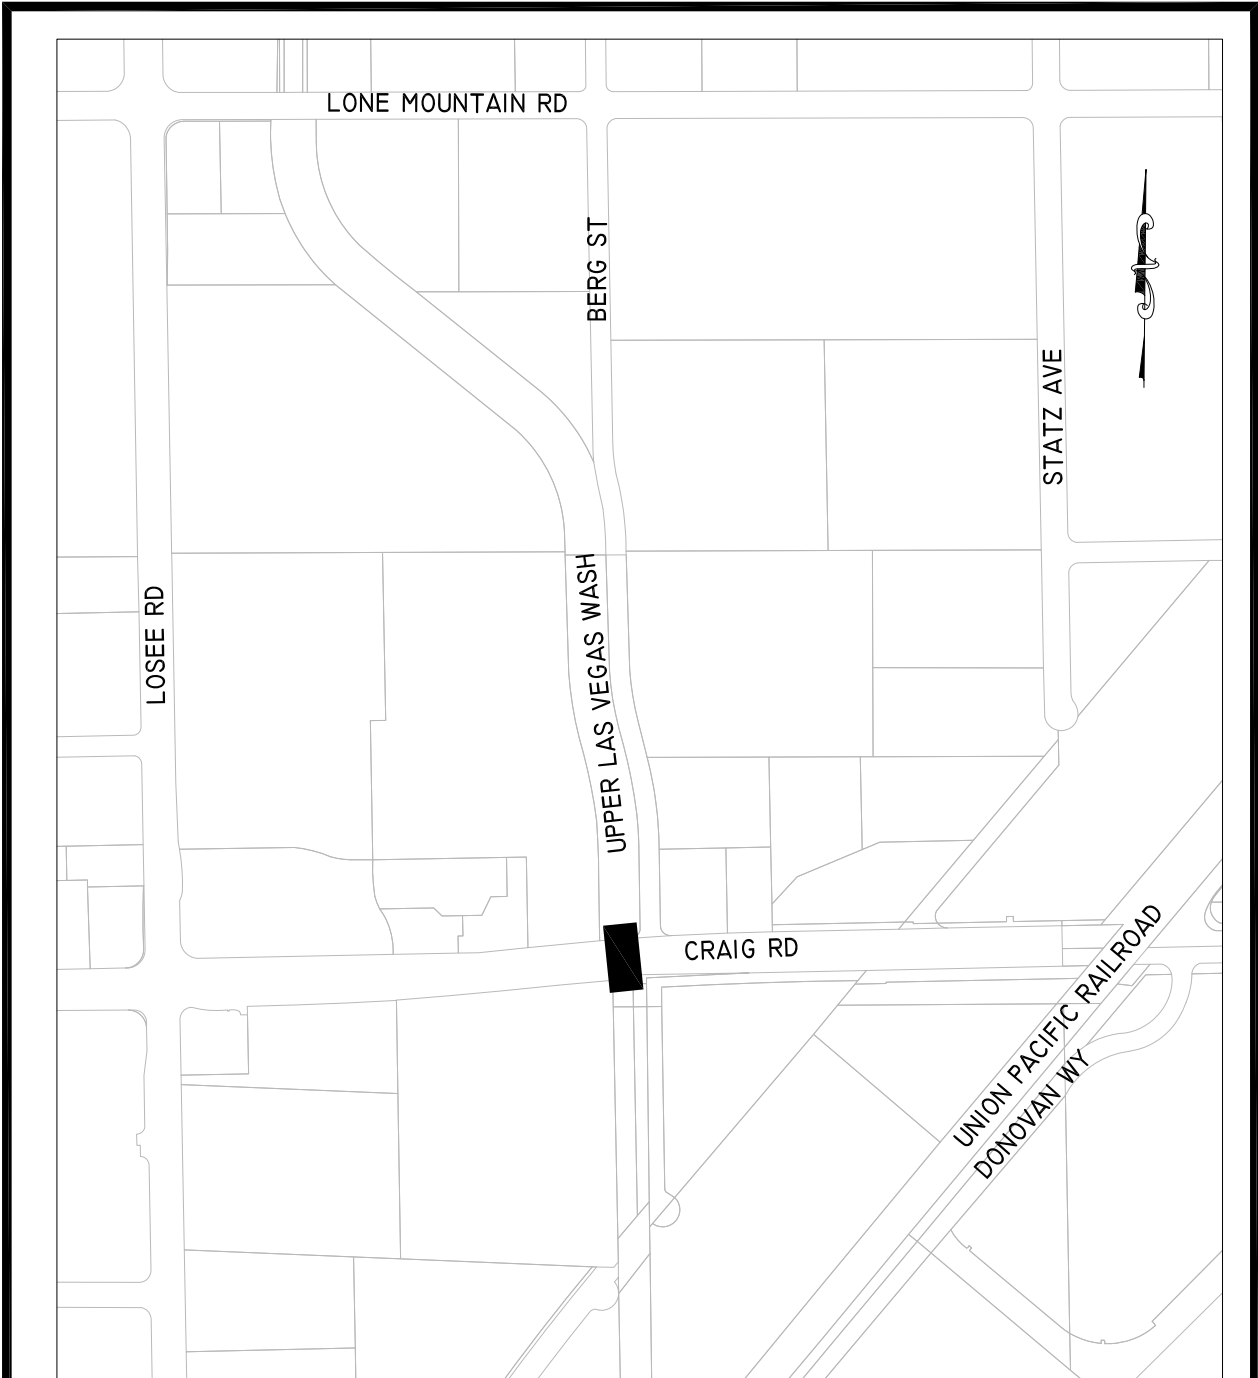 LONE MOUNTAIN RD
BERG ST
STATZ AVE
LOSEE RD
UPPER LAS VEGAS WASH
CRAIG RD
UNION PACIFIC RAILROAD
DONOVAN WY